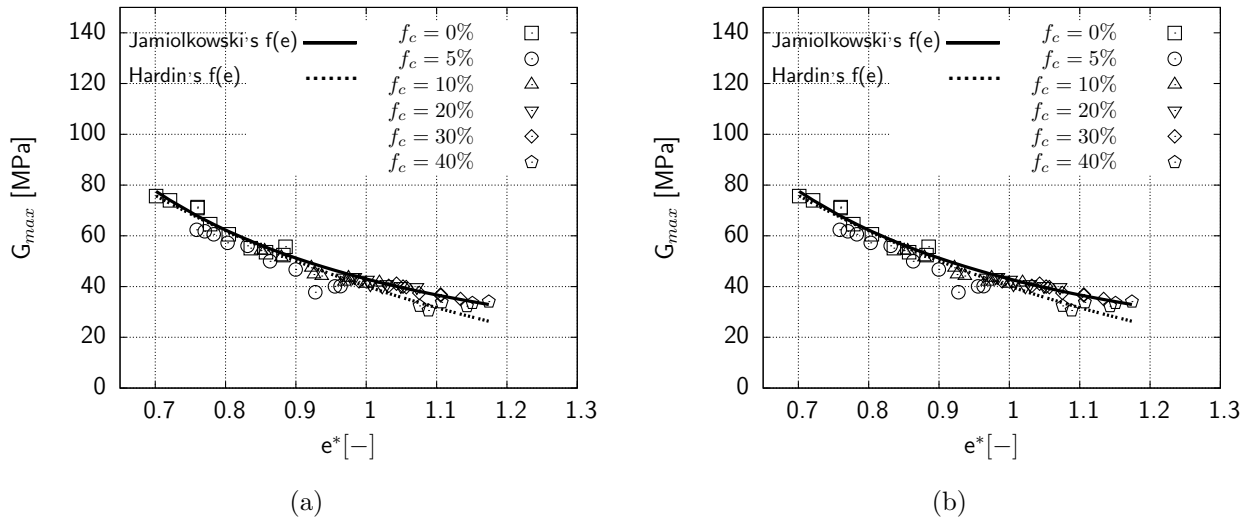 140
120
100
80
60
40
20
0
G_max [MPa]
Jamiolkowski's f(e)
Hardin's f(e)
f_c = 0%
f_c = 5%
f_c = 10%
f_c = 20%
f_c = 30%
f_c = 40%
0.7 0.8 0.9 1 1.1 1.2 1.3
e*[−]
(a)
140
120
100
80
60
40
20
0
G_max [MPa]
Jamiolkowski's f(e)
Hardin's f(e)
f_c = 0%
f_c = 5%
f_c = 10%
f_c = 20%
f_c = 30%
f_c = 40%
0.7 0.8 0.9 1 1.1 1.2 1.3
e*[−]
(b)